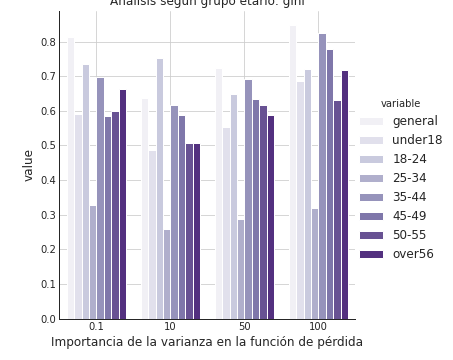 Análisis según grupo etario: gini
0.8
0.7
0.6
0.5
0.4
0.3
0.2
0.1
0.0
value
0.1 10 50 100
Importancia de la varianza en la función de pérdida
variable
general
under18
18-24
25-34
35-44
45-49
50-55
over56